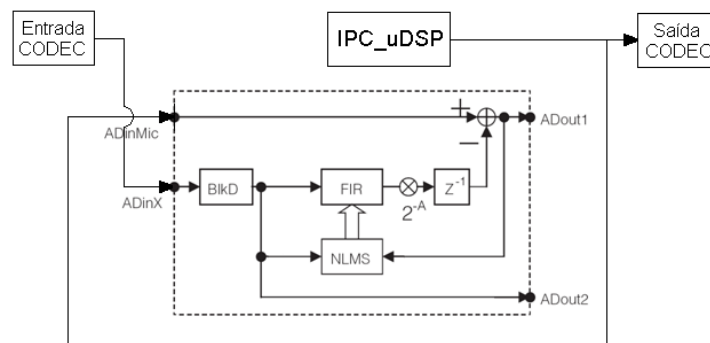 Entrada
CODEC
IPC_uDSP
Saída
CODEC
ADinMic
+
ADout1
−
ADinX
BlkD
FIR
2^-A
Z^-1
NLMS
ADout2